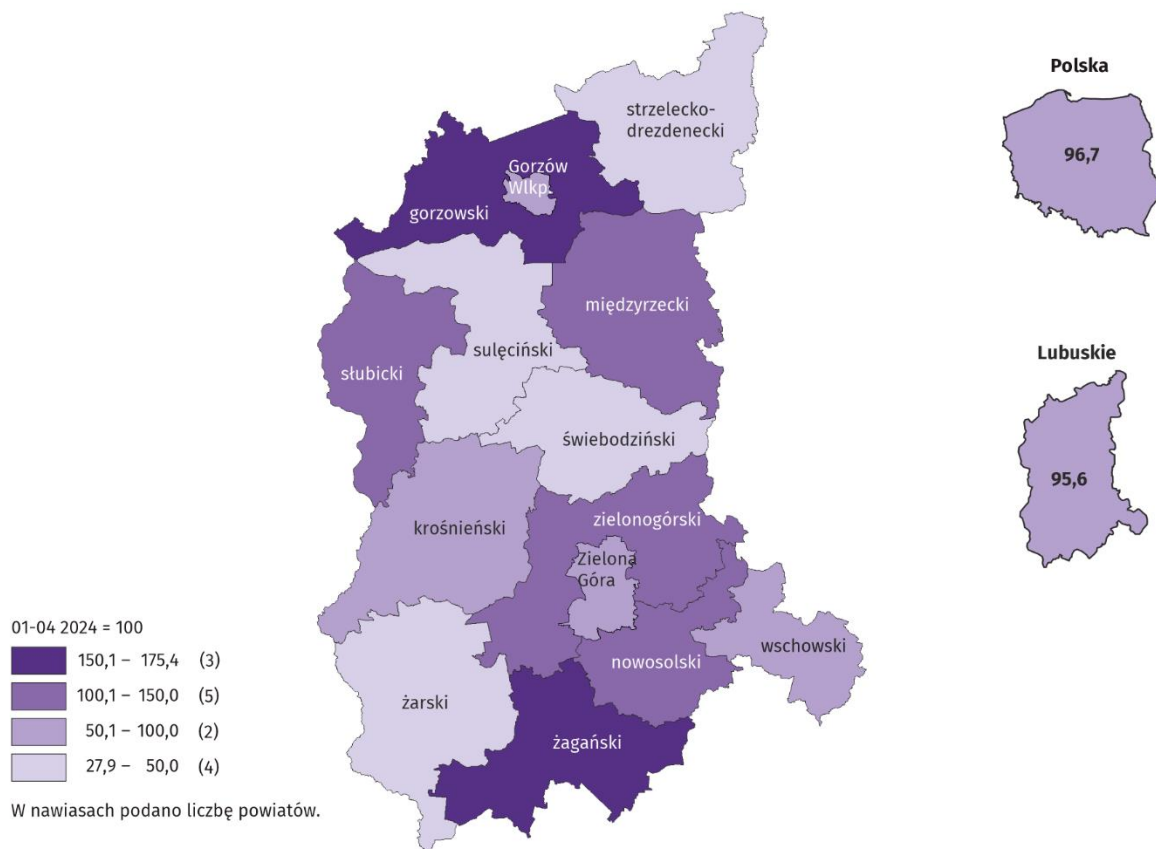 Polska
96,7
Lubuskie
95,6
strzelecko-
drezdenecki
Gorzów
Wlkp.
gorzowski
międzyrzecki
sulęciński
słubicki
świebodziński
krośnieński
zielonogórski
Zielona
Góra
wschowski
nowosolski
żarski
żagański
01-04 2024 = 100
150,1 – 175,4 (3)
100,1 – 150,0 (5)
50,1 – 100,0 (2)
27,9 – 50,0 (4)
W nawiasach podano liczbę powiatów.